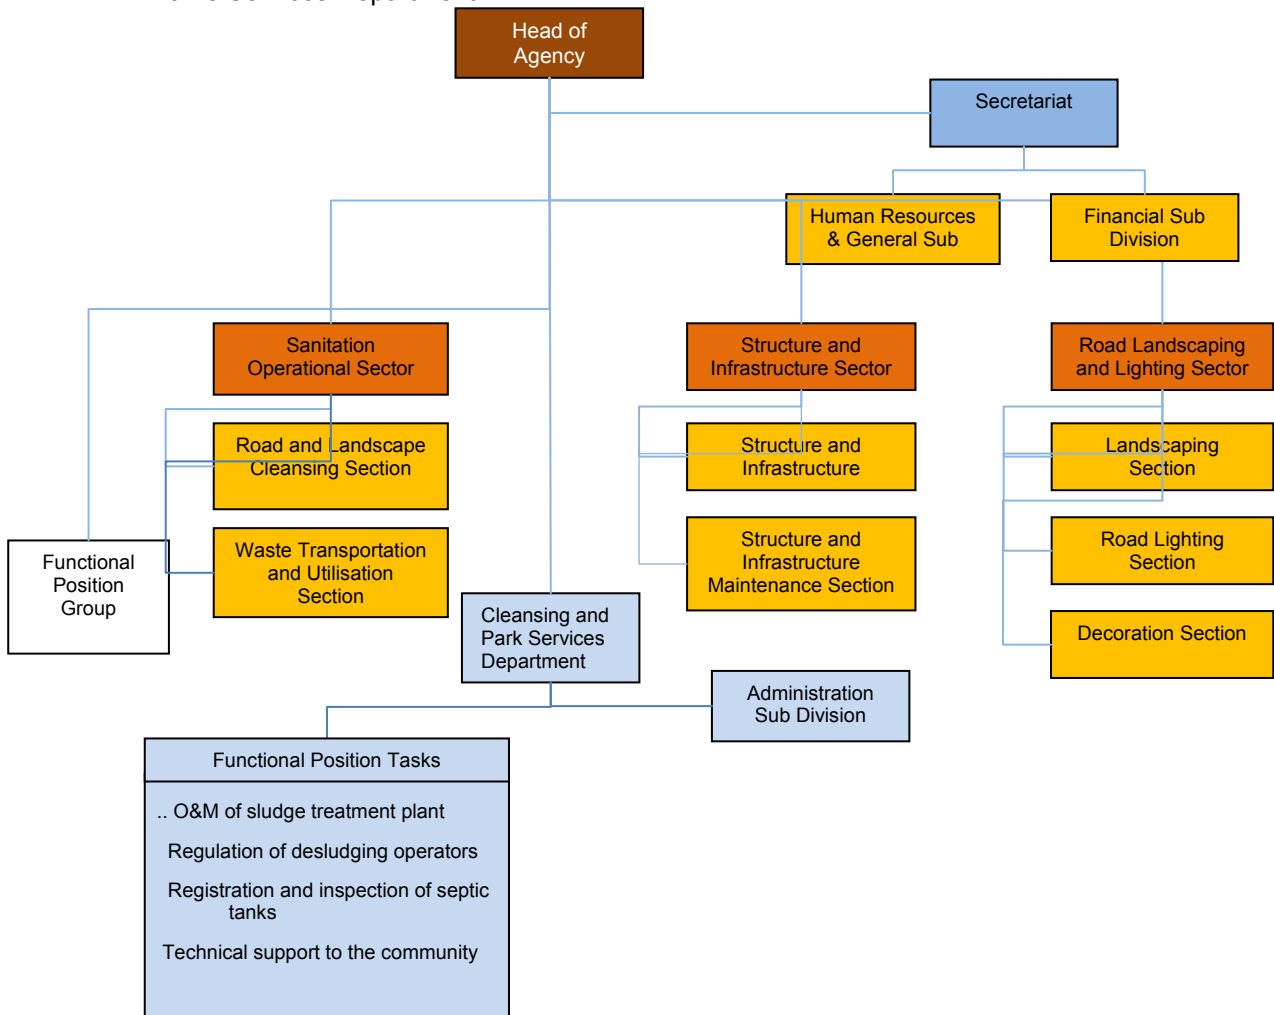 Head of
Agency
Secretariat
Human Resources
& General Sub
Financial Sub
Division
Sanitation
Operational Sector
Structure and
Infrastructure Sector
Road Landscaping
and Lighting Sector
Road and Landscape
Cleansing Section
Structure and
Infrastructure
Landscaping
Section
Waste Transportation
and Utilisation
Section
Structure and
Infrastructure
Maintenance Section
Road Lighting
Section
Functional
Position
Group
Cleansing and
Park Services
Department
Decoration Section
Administration
Sub Division
Functional Position Tasks
.. O&M of sludge treatment plant
Regulation of desludging operators
Registration and inspection of septic
tanks
Technical support to the community